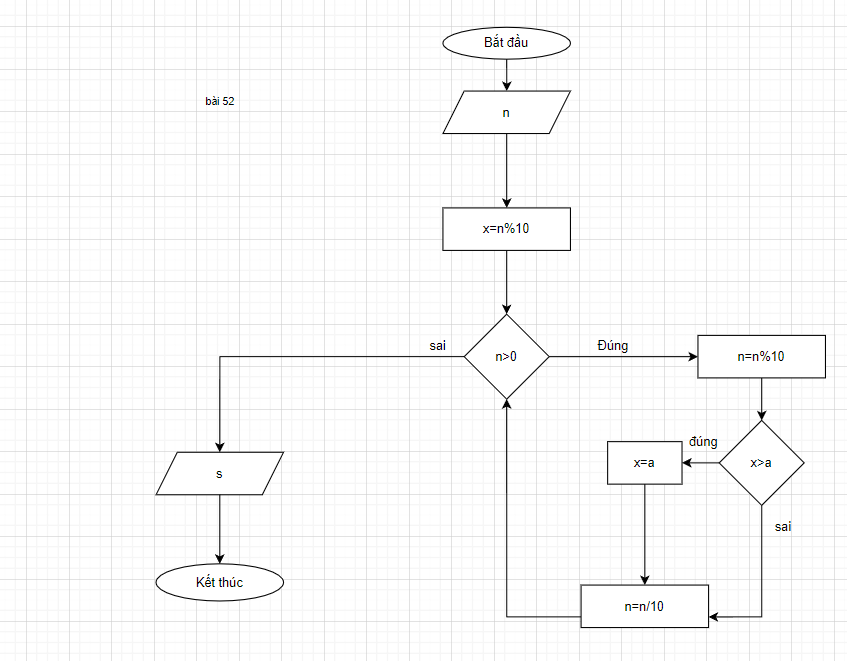 Bắt đầu
bài 52
n
x=n%10
sai
n>0
Đúng
n=n%10
đúng
x=a
x>a
s
sai
Kết thúc
n=n/10